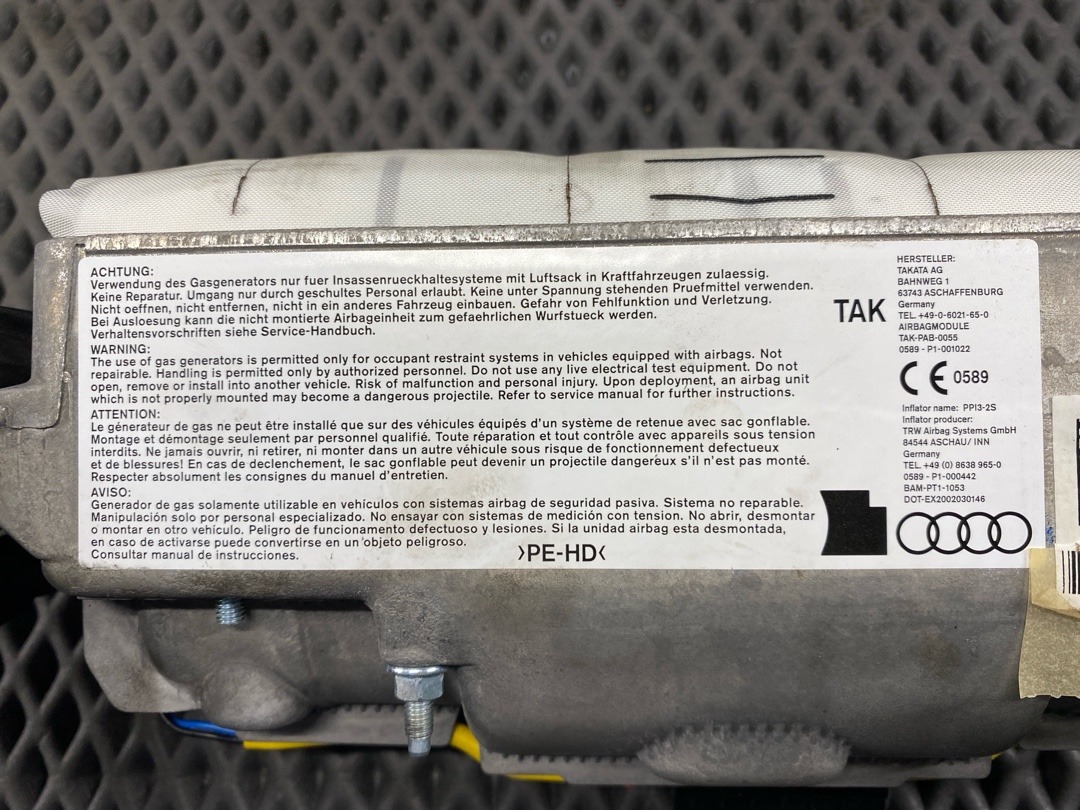 ACHTUNG:
Verwendung des Gasgenerators nur fuer Insassenrueckhaltesysteme mit Luftsack in Kraftfahrzeugen zulaessig.
Keine Reparatur. Umgang nur durch geschultes Personal erlaubt. Keine unter Spannung stehenden Pruefmittel verwenden.
Nicht oeffnen, nicht entfernen, nicht in ein anderes Fahrzeug einbauen. Gefahr von Fehlfunktion und Verletzung.
Bei Ausloesung kann die nicht montierte Airbageinheit zum gefaehrlichen Wurfstueck werden.
Verhaltensvorschriften siehe Service-Handbuch.
WARNING:
The use of gas generators is permitted only for occupant restraint systems in vehicles equipped with airbags. Not
repairable. Handling is permitted only by authorized personnel. Do not use any live electrical test equipment. Do not
open, remove or install into another vehicle. Risk of malfunction and personal injury. Upon deployment, an airbag unit
which is not properly mounted may become a dangerous projectile. Refer to service manual for further instructions.
ATTENTION:
Le générateur de gaz ne peut être installé que sur des véhicules équipés d'un système de retenue avec sac gonflable.
Montage et démontage seulement par personnel qualifié. Toute réparation et tout contrôle avec appareils sous tension
interdits. Ne jamais ouvrir, ni retirer, ni monter dans un autre véhicule sous risque de fonctionnement defectueux
et de blessures! En cas de declenchement, le sac gonflable peut devenir un projectile dangereux s'il n'est pas monté.
Respecter absolument les consignes du manuel d'entretien.
AVISO:
Generador de gas solamente utilizable en vehículos con sistemas airbag de seguridad pasiva. Sistema no reparable.
Manipulación solo por personal especializado. No ensayar con sistemas de medición con tension. No abrir, desmontar
o montar en otro vehículo. Peligro de funcionamiento defectuoso y lesiones. Si la unidad airbag esta desmontada,
en caso de activarse puede convertirse en un objeto peligroso.
Consultar manual de instrucciones.
>PE-HD<
TAK
HERSTELLER:
TAKATA AG
BAHNWEG 1
63743 ASCHAFFENBURG
Germany
TEL. +49-0-6021-65-0
AIRBAGMODULE
TAK-PAB-0055
0589 - P1-001022
CE 0589
Inflator name: PPI3-2S
Inflator producer:
TRW Airbag Systems GmbH
84544 ASCHAU/ INN
Germany
TEL. +49 (0) 8638 965-0
0589 - P1-000442
BAM-PT1-1053
DOT-EX2002030146